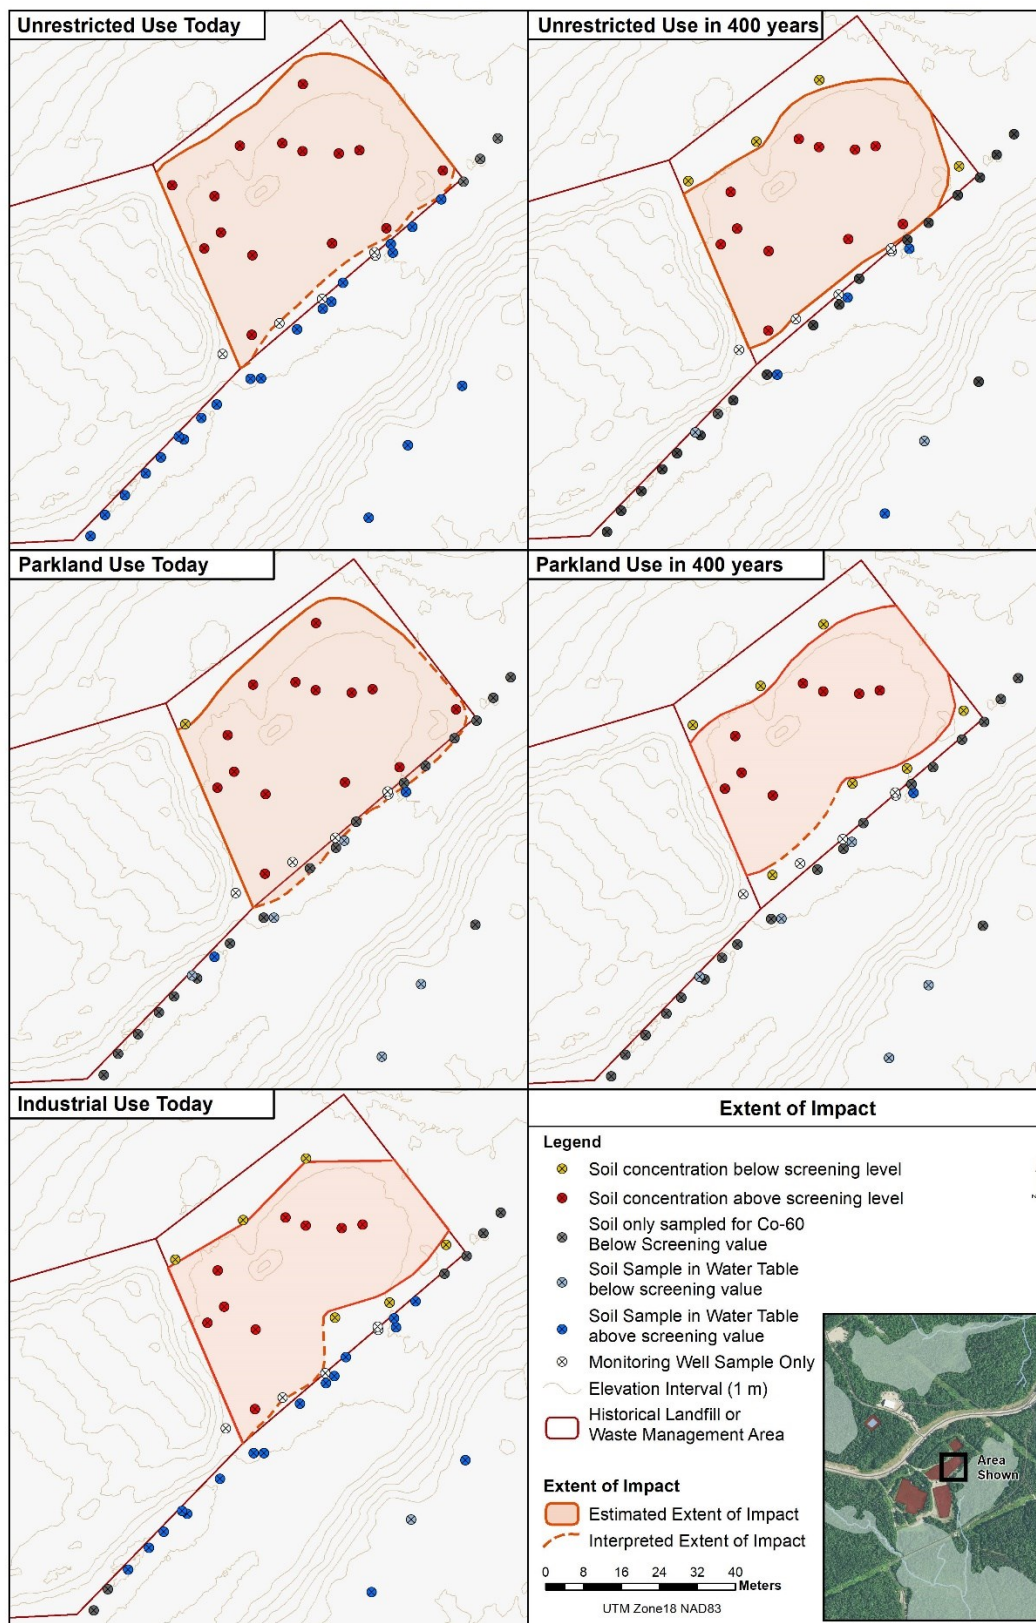 Unrestricted Use Today
Unrestricted Use in 400 years
Parkland Use Today
Parkland Use in 400 years
Industrial Use Today
Extent of Impact
Legend
Soil concentration below screening level
Soil concentration above screening level
Soil only sampled for Co-60
Below Screening value
Soil Sample in Water Table
below screening value
Soil Sample in Water Table
above screening value
Monitoring Well Sample Only
Elevation Interval (1 m)
Historical Landfill or
Waste Management Area
Extent of Impact
Estimated Extent of Impact
Interpreted Extent of Impact
0 8 16 24 32 40
Meters
UTM Zone18 NAD83
Area
Shown